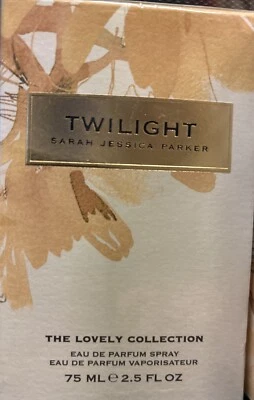 TWILIGHT
SARAH JESSICA PARKER
THE LOVELY COLLECTION
EAU DE PARFUM SPRAY
EAU DE PARFUM VAPORISATEUR
75 ML ℮ 2.5 FL OZ